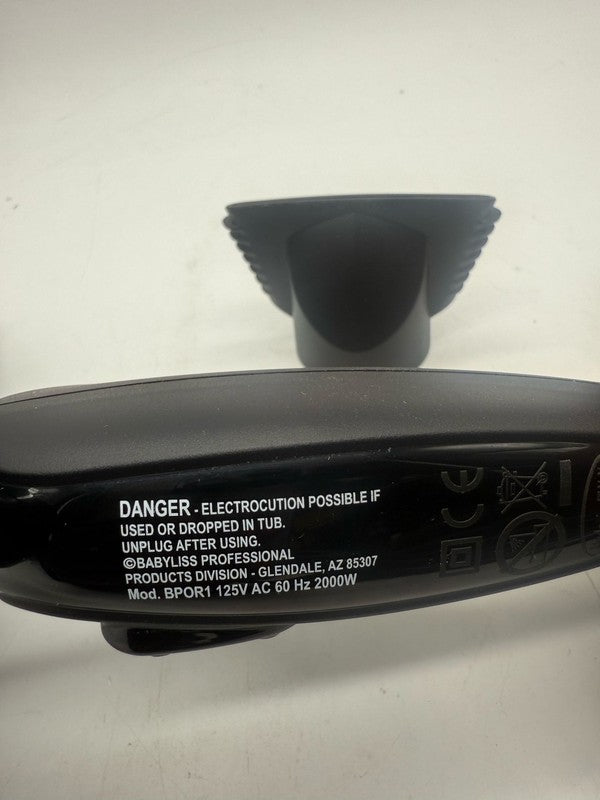 DANGER - ELECTROCUTION POSSIBLE IF
USED OR DROPPED IN TUB.
UNPLUG AFTER USING.
©BABYLISS PROFESSIONAL
PRODUCTS DIVISION - GLENDALE, AZ 85307
Mod. BPOR1 125V AC 60 Hz 2000W
CE